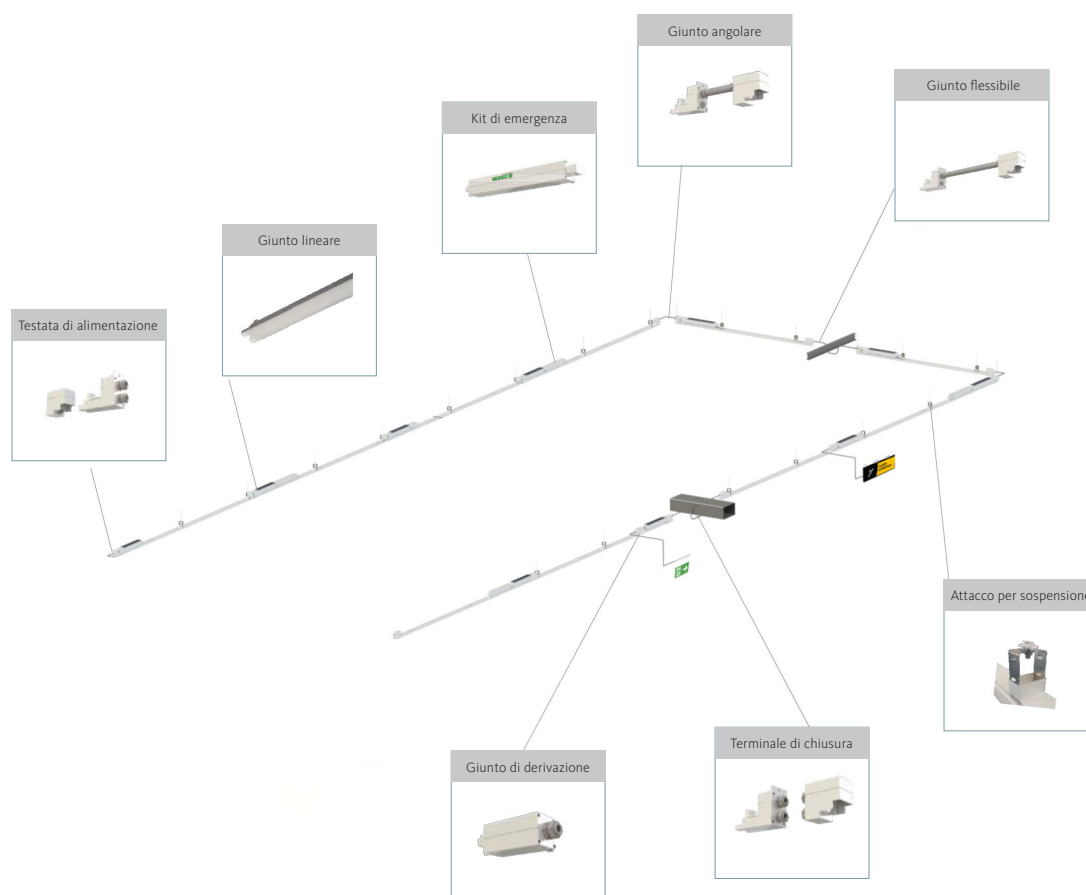 Giunto angolare
Giunto flessibile
Kit di emergenza
Giunto lineare
Testata di alimentazione
Attacco per sospensione
Terminale di chiusura
Giunto di derivazione